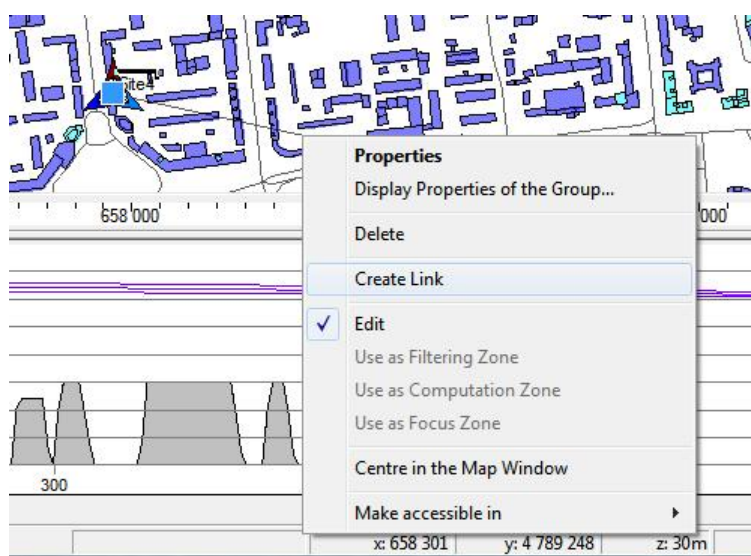 Site4
Properties
Display Properties of the Group...
658'000
000'
Delete
Create Link
Edit
Use as Filtering Zone
Use as Computation Zone
Use as Focus Zone
Centre in the Map Window
300
Make accessible in
x: 658 301 y: 4 789 248 z: 30m